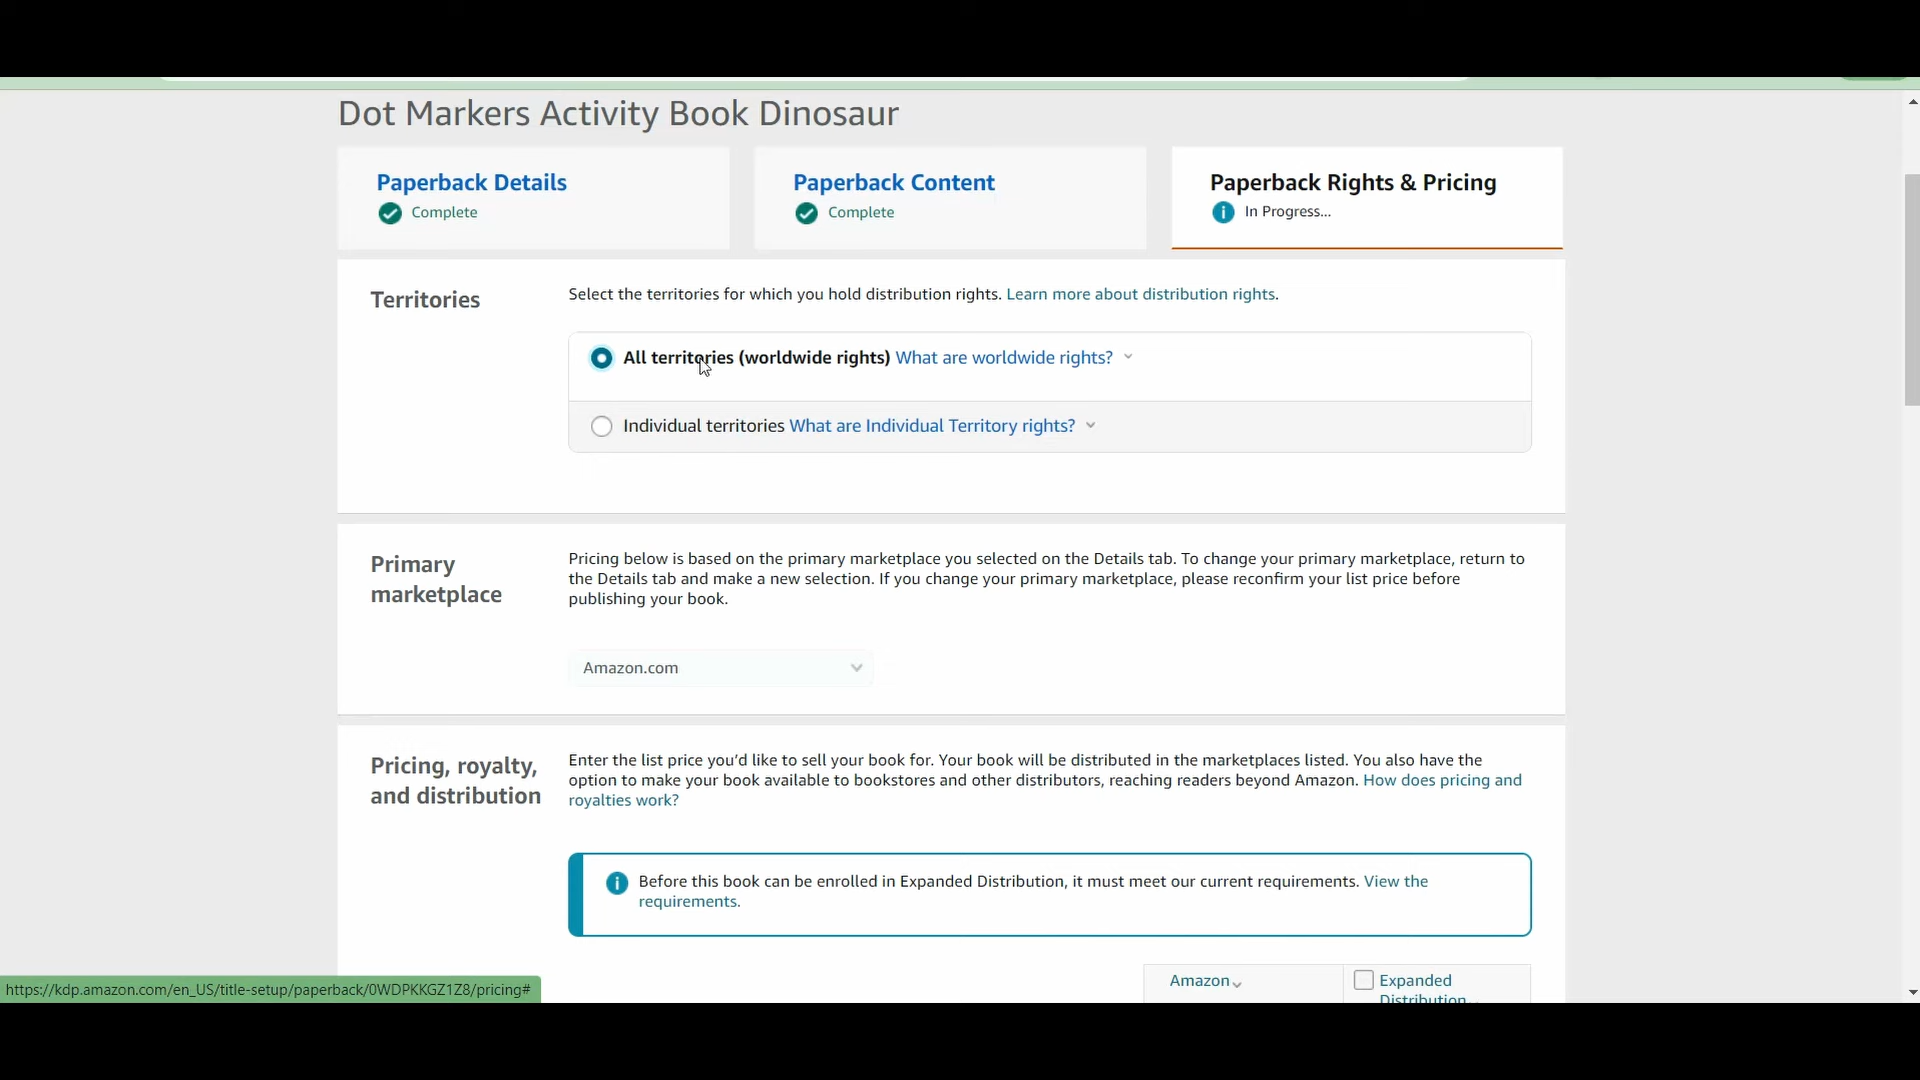 Dot Markers Activity Book Dinosaur
Paperback Details
Complete
Paperback Content
Complete
Paperback Rights & Pricing
In Progress...
Territories
Select the territories for which you hold distribution rights. Learn more about distribution rights.
All territories (worldwide rights) What are worldwide rights?
Individual territories What are Individual Territory rights?
Primary
marketplace
Pricing below is based on the primary marketplace you selected on the Details tab. To change your primary marketplace, return to
the Details tab and make a new selection. If you change your primary marketplace, please reconfirm your list price before
publishing your book.
Amazon.com
Pricing, royalty,
and distribution
Enter the list price you'd like to sell your book for. Your book will be distributed in the marketplaces listed. You also have the
option to make your book available to bookstores and other distributors, reaching readers beyond Amazon. How does pricing and
royalties work?
Before this book can be enrolled in Expanded Distribution, it must meet our current requirements. View the
requirements.
Amazon
Expanded
Distribution
https://kdp.amazon.com/en_US/title-setup/paperback/0WDPKKGZ1Z8/pricing#